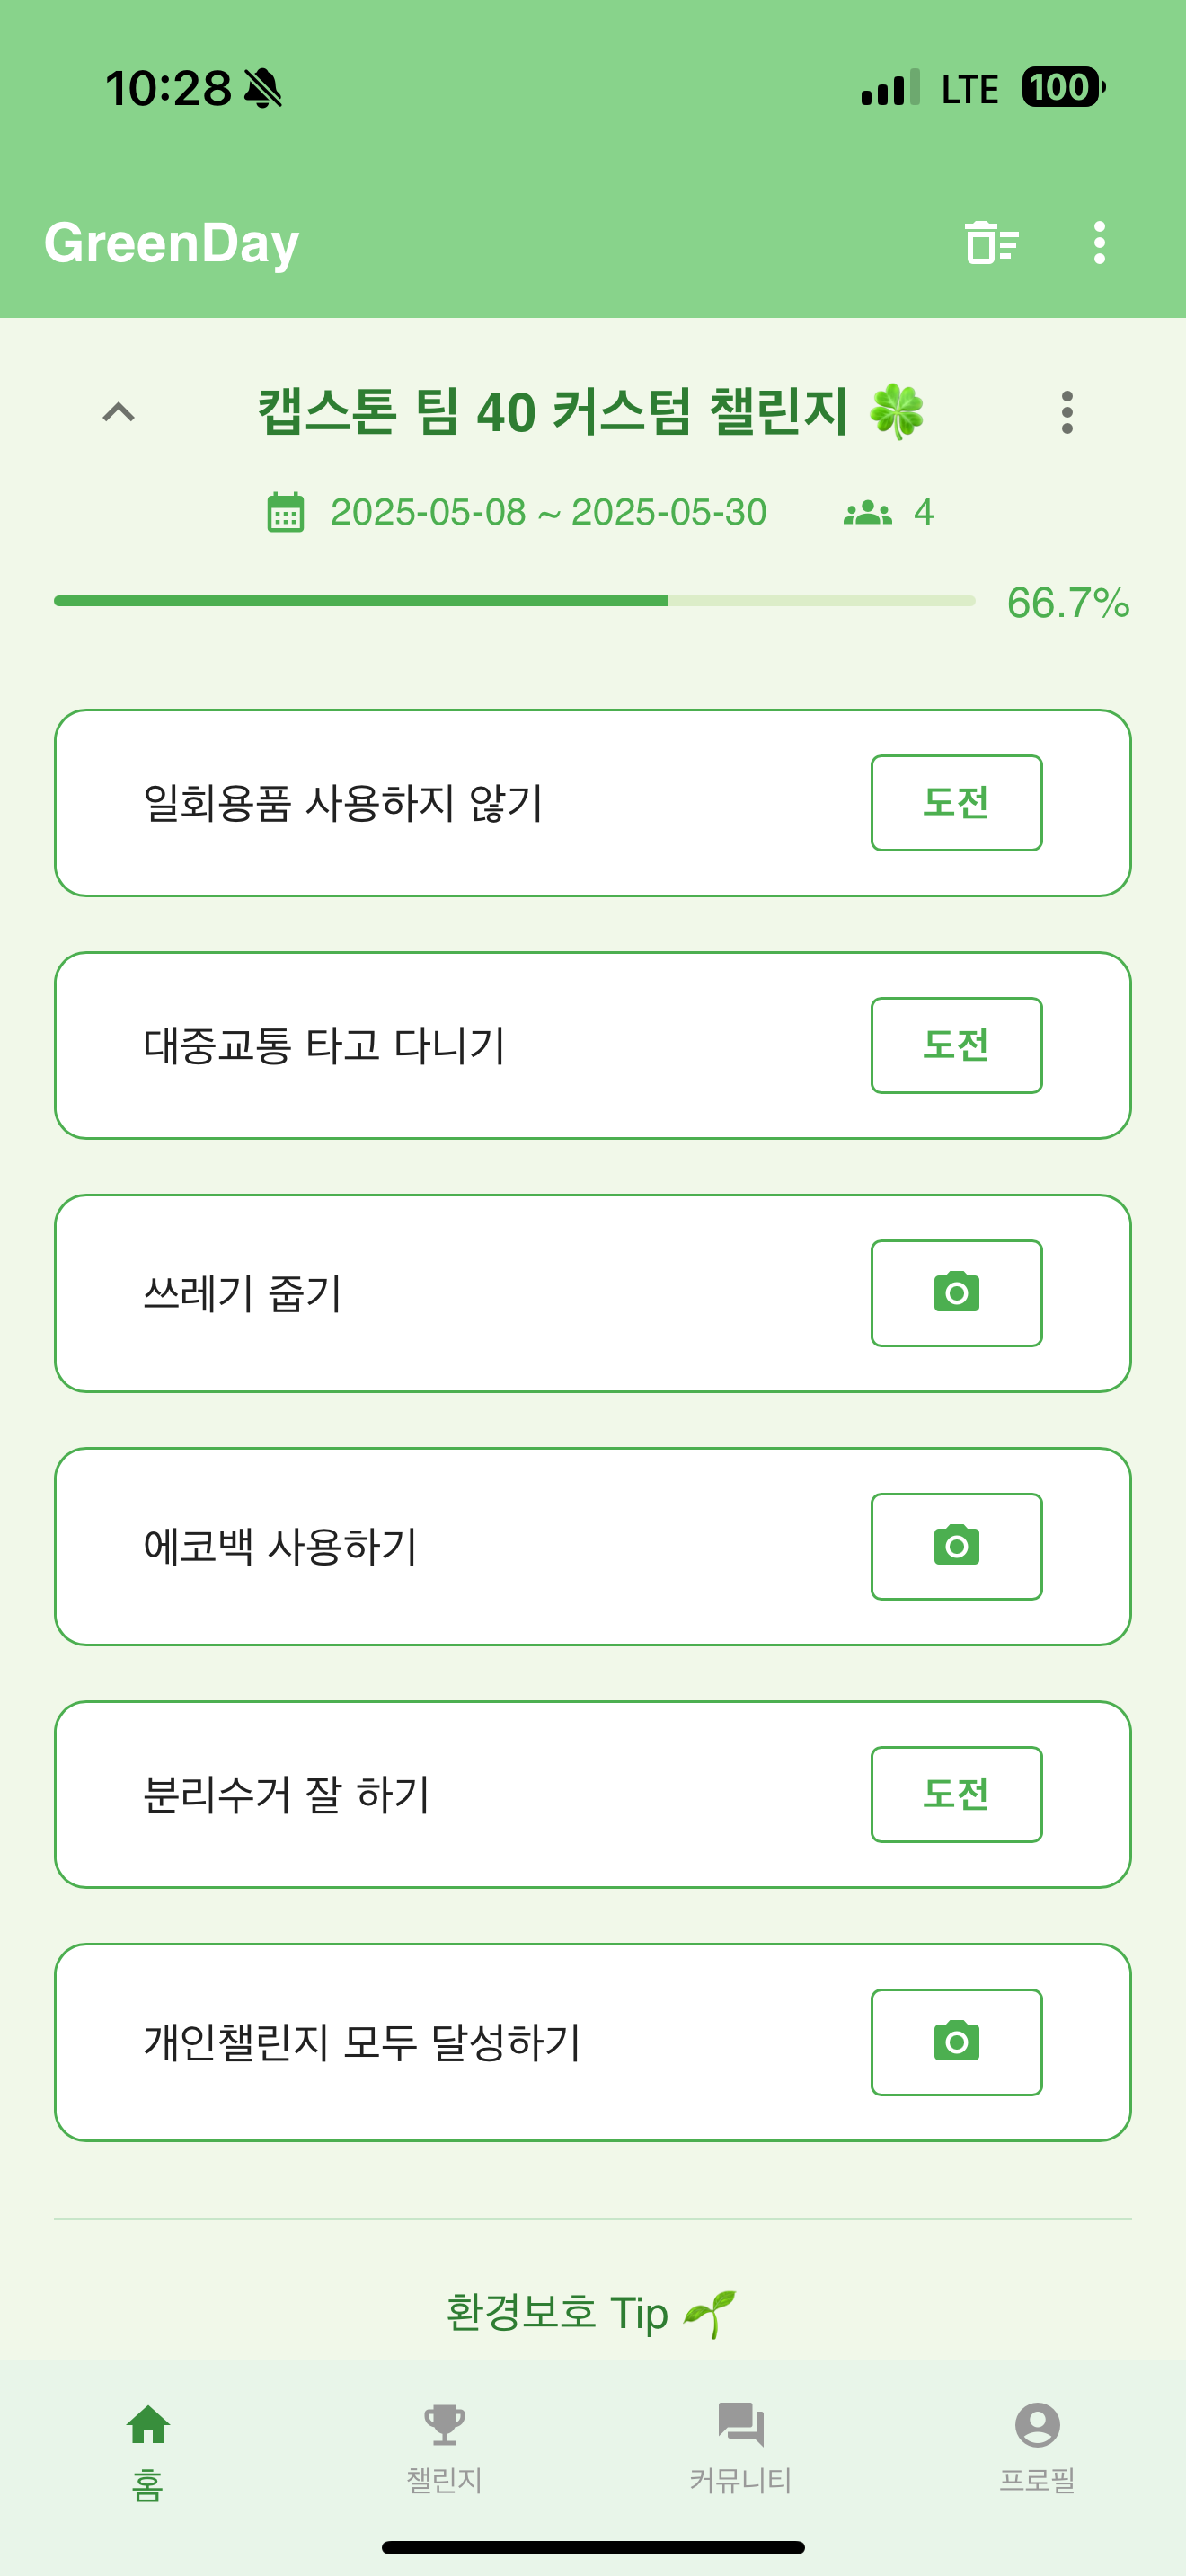 10:28
LTE
100
GreenDay
캡스톤 팀 40 커스텀 챌린지 🍀
2025-05-08 ~ 2025-05-30
4
66.7%
일회용품 사용하지 않기
도전
대중교통 타고 다니기
도전
쓰레기 줍기
에코백 사용하기
분리수거 잘 하기
도전
개인챌린지 모두 달성하기
환경보호 Tip 🌱
홈
챌린지
커뮤니티
프로필